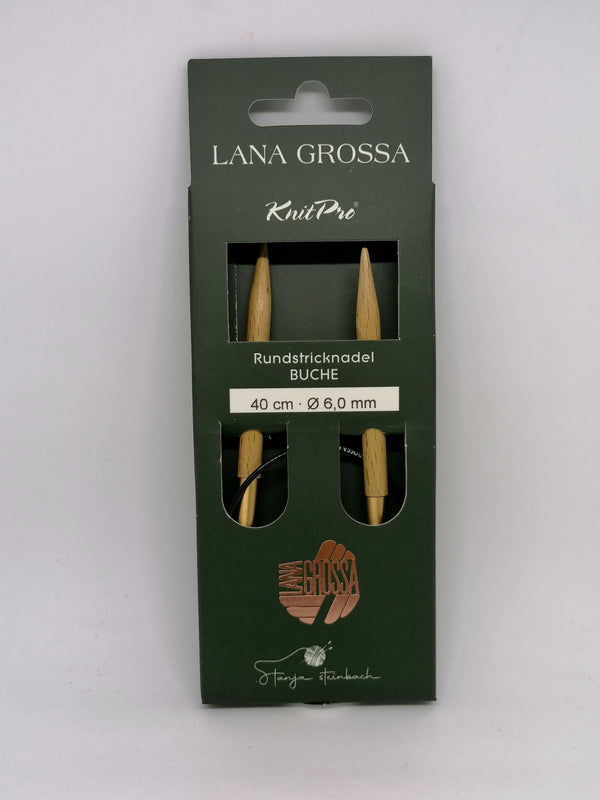 LANA GROSSA
KnitPro®
Rundstricknadel
BUCHE
40 cm · Ø 6,0 mm
LANA
GROSSA
Stanja steinbach